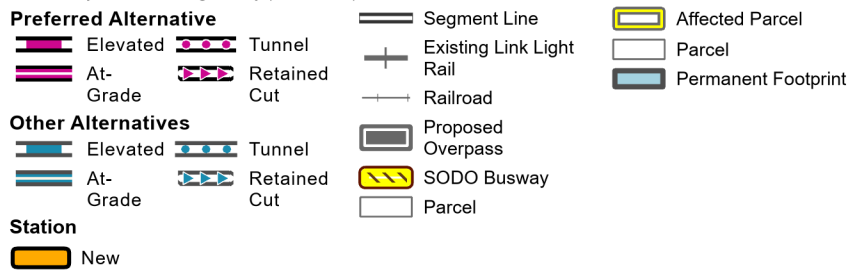 Preferred Alternative
Elevated
Tunnel
At-
Grade
Retained
Cut
Other Alternatives
Elevated
Tunnel
At-
Grade
Retained
Cut
Station
New
Segment Line
Existing Link Light
Rail
Railroad
Proposed
Overpass
SODO Busway
Parcel
Affected Parcel
Parcel
Permanent Footprint